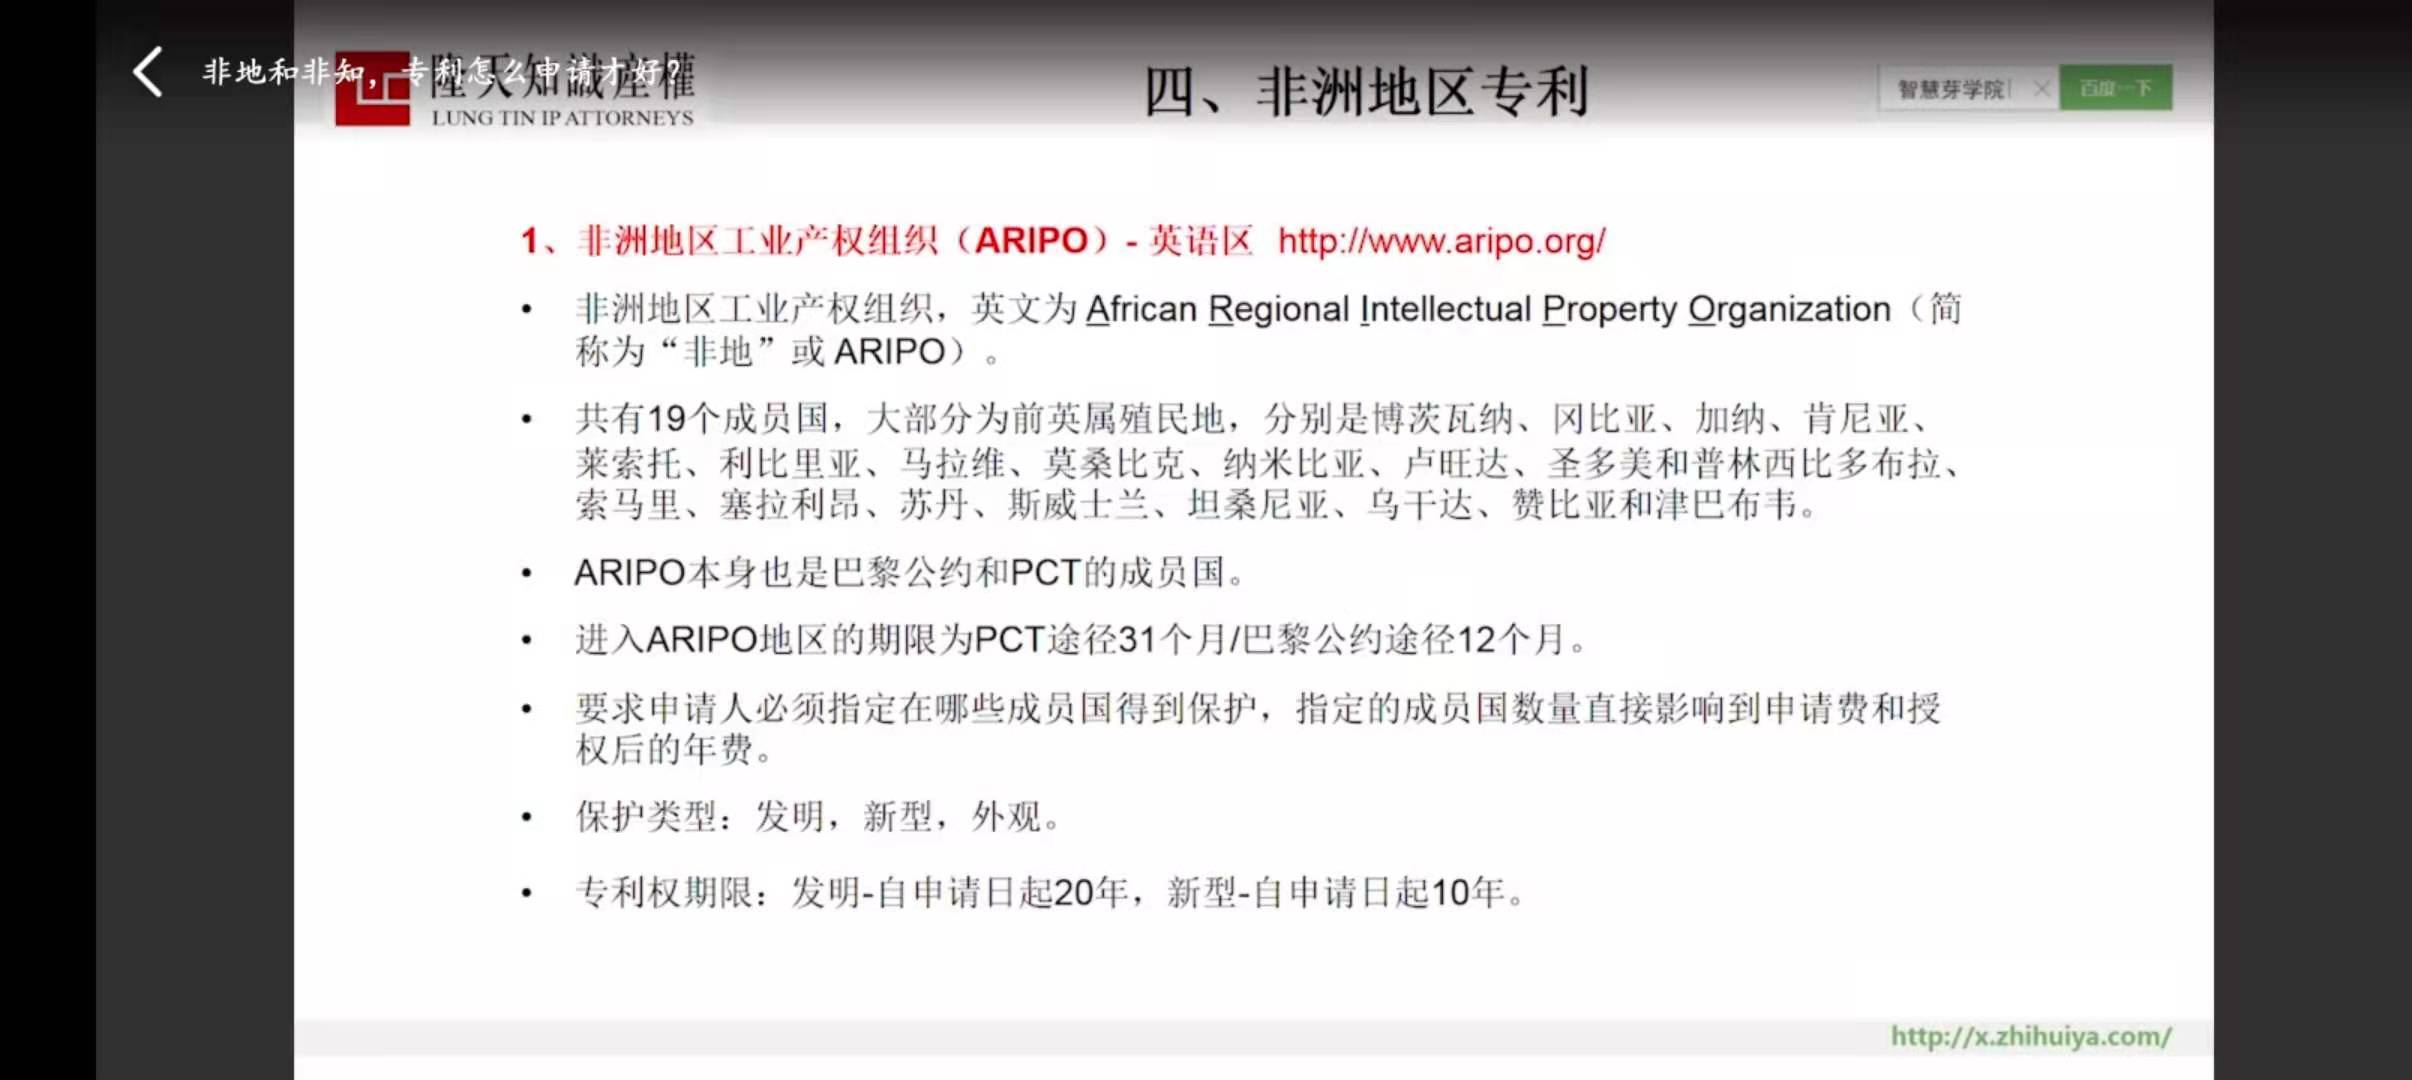 非地和非知，专利怎么申请才好？
隆天知識產權
LUNG TIN IP ATTORNEYS
四、非洲地区专利
智慧芽学院
百度一下
1、非洲地区工业产权组织（ARIPO）- 英语区 http://www.aripo.org/
• 非洲地区工业产权组织，英文为 African Regional Intellectual Property Organization（简
称为“非地”或 ARIPO）。
• 共有19个成员国，大部分为前英属殖民地，分别是博茨瓦纳、冈比亚、加纳、肯尼亚、
莱索托、利比里亚、马拉维、莫桑比克、纳米比亚、卢旺达、圣多美和普林西比多布拉、
索马里、塞拉利昂、苏丹、斯威士兰、坦桑尼亚、乌干达、赞比亚和津巴布韦。
• ARIPO本身也是巴黎公约和PCT的成员国。
• 进入ARIPO地区的期限为PCT途径31个月/巴黎公约途径12个月。
• 要求申请人必须指定在哪些成员国得到保护，指定的成员国数量直接影响到申请费和授
权后的年费。
• 保护类型：发明，新型，外观。
• 专利权期限：发明-自申请日起20年，新型-自申请日起10年。
http://x.zhihuiya.com/